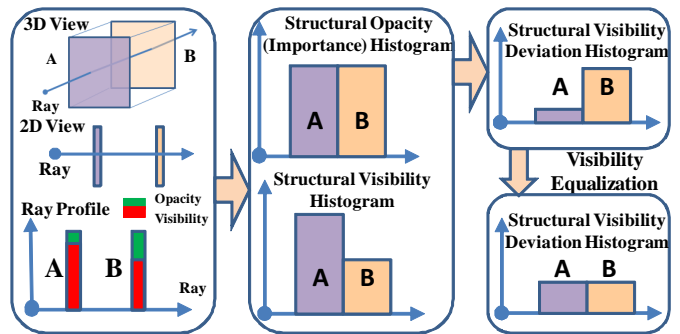 3D View
A
B
Ray
2D View
Ray
Ray Profile
Opacity
Visibility
A
B
Ray
Structural Opacity
(Importance) Histogram
A
B
Structural Visibility
Histogram
A
B
Structural Visibility
Deviation Histogram
A
B
Visibility
Equalization
Structural Visibility
Deviation Histogram
A
B